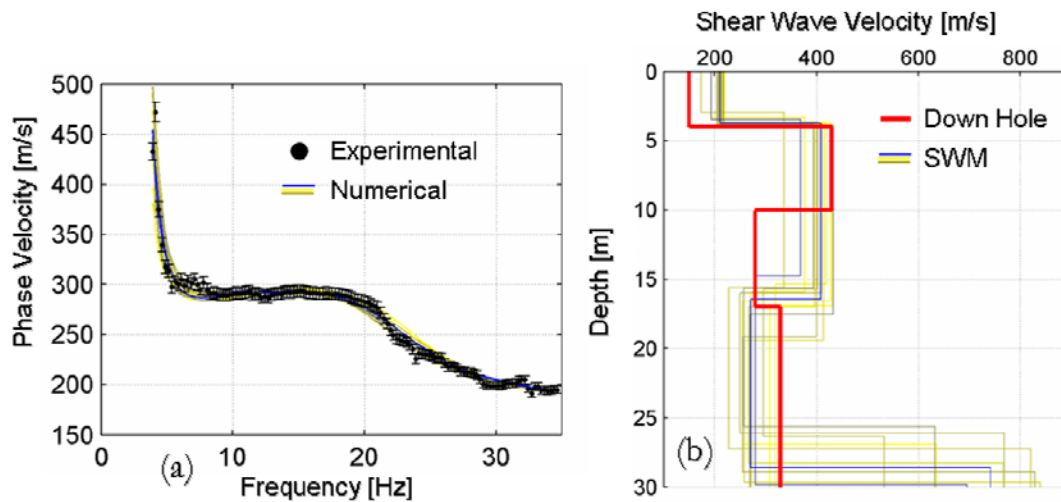 500
450
400
350
300
250
200
150
Phase Velocity [m/s]
Experimental
Numerical
0
10
20
30
(a)
Frequency [Hz]
Shear Wave Velocity [m/s]
200
400
600
800
0
5
10
15
20
25
30
Depth [m]
Down Hole
SWM
(b)